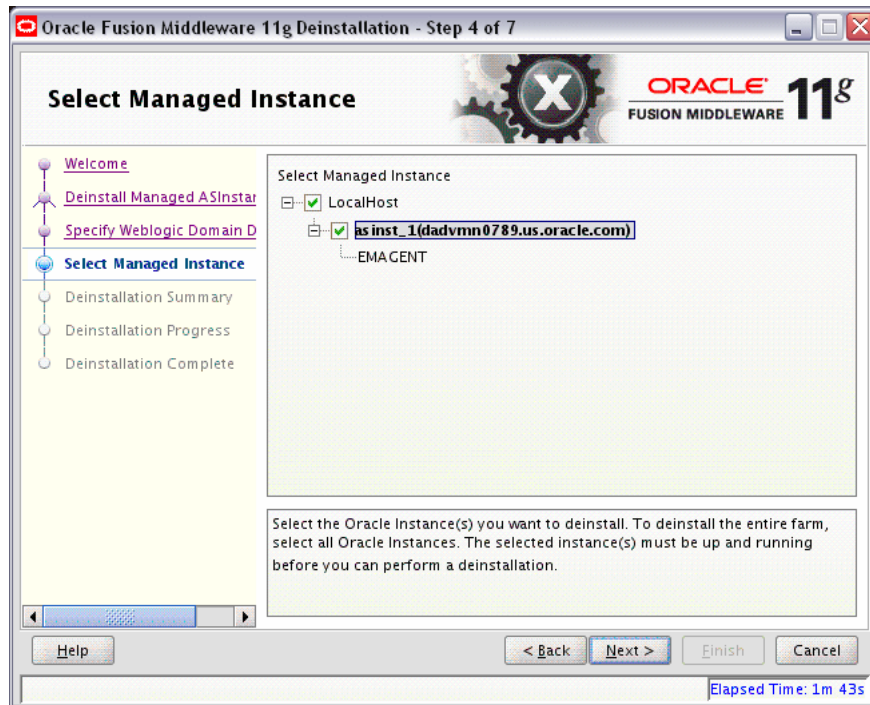 Oracle Fusion Middleware 11g Deinstallation - Step 4 of 7
Select Managed Instance
ORACLE
FUSION MIDDLEWARE
11g
Welcome
Deinstall Managed ASInstan
Specify Weblogic Domain D
Select Managed Instance
Deinstallation Summary
Deinstallation Progress
Deinstallation Complete
Select Managed Instance
LocalHost
asinst_1(dadvmn0789.us.oracle.com)
EMAGENT
Select the Oracle Instance(s) you want to deinstall. To deinstall the entire farm,
select all Oracle Instances. The selected instance(s) must be up and running
before you can perform a deinstallation.
Help
< Back
Next >
Finish
Cancel
Elapsed Time: 1m 43s